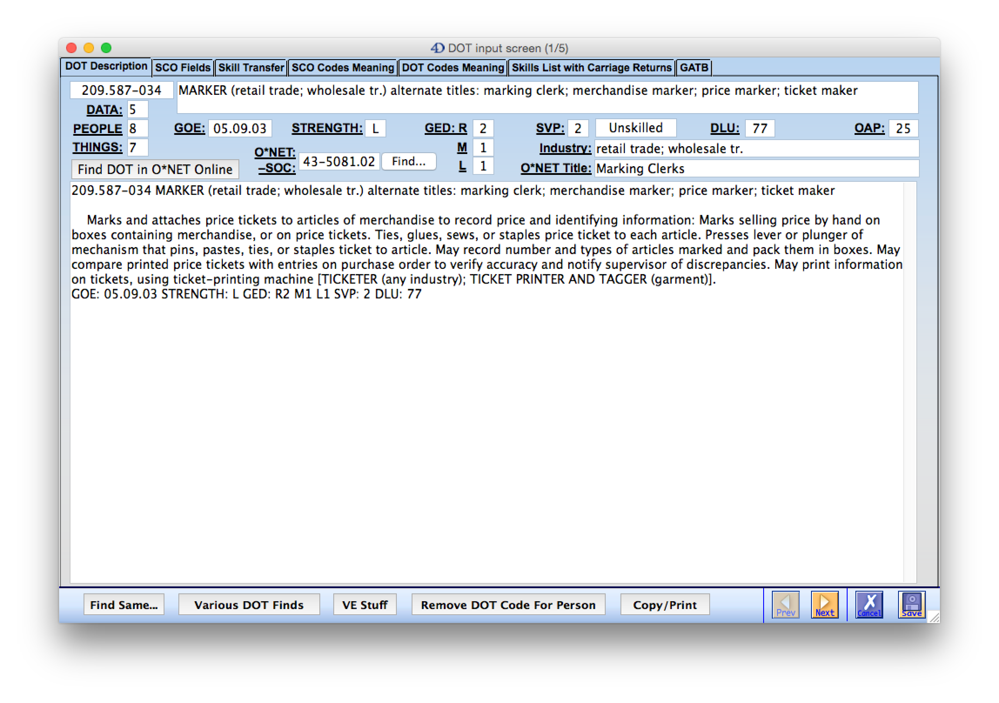 4D DOT input screen (1/5)
DOT Description SCO Fields Skill Transfer SCO Codes Meaning DOT Codes Meaning Skills List with Carriage Returns GATB
209.587-034 MARKER (retail trade; wholesale tr.) alternate titles: marking clerk; merchandise marker; price marker; ticket maker
DATA: 5
PEOPLE 8 GOE: 05.09.03 STRENGTH: L GED: R 2 SVP: 2 Unskilled DLU: 77 OAP: 25
THINGS: 7 O*NET: M 1 Industry: retail trade; wholesale tr.
Find DOT in O*NET Online –SOC: 43-5081.02 Find... L 1 O*NET Title: Marking Clerks
209.587-034 MARKER (retail trade; wholesale tr.) alternate titles: marking clerk; merchandise marker; price marker; ticket maker
Marks and attaches price tickets to articles of merchandise to record price and identifying information: Marks selling price by hand on
boxes containing merchandise, or on price tickets. Ties, glues, sews, or staples price ticket to each article. Presses lever or plunger of
mechanism that pins, pastes, ties, or staples ticket to article. May record number and types of articles marked and pack them in boxes. May
compare printed price tickets with entries on purchase order to verify accuracy and notify supervisor of discrepancies. May print information
on tickets, using ticket-printing machine [TICKETER (any industry); TICKET PRINTER AND TAGGER (garment)].
GOE: 05.09.03 STRENGTH: L GED: R2 M1 L1 SVP: 2 DLU: 77
Find Same... Various DOT Finds VE Stuff Remove DOT Code For Person Copy/Print Prev Next Cancel Save